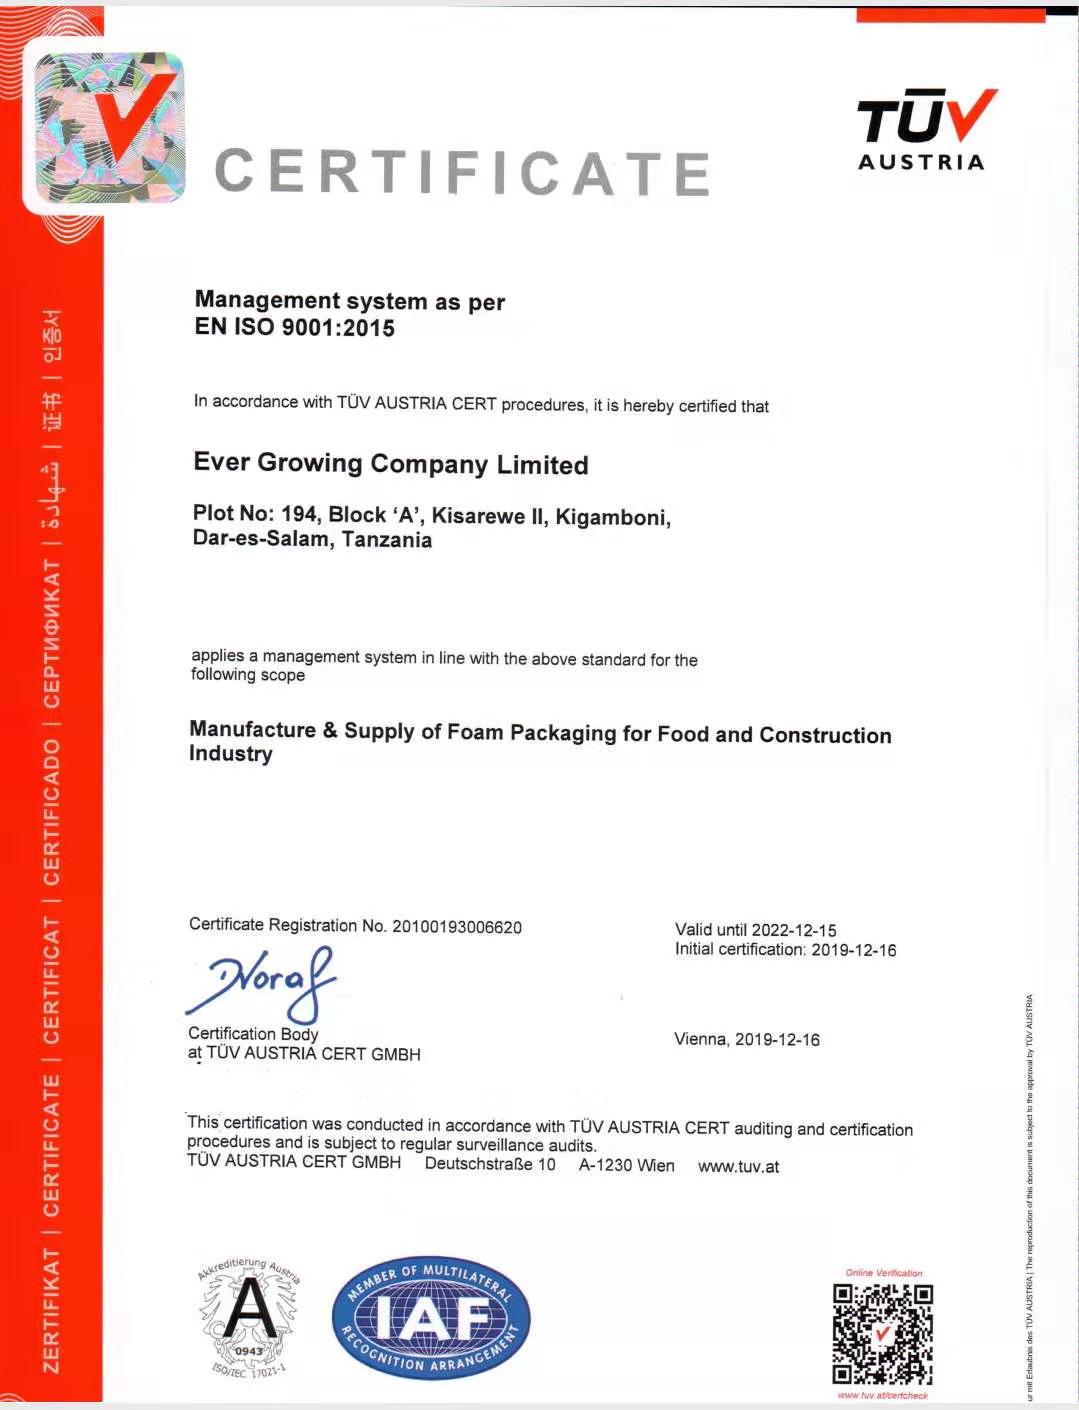 TÜV
AUSTRIA
CERTIFICATE
Management system as per
EN ISO 9001:2015
In accordance with TÜV AUSTRIA CERT procedures, it is hereby certified that
Ever Growing Company Limited
Plot No: 194, Block ‘A’, Kisarewe II, Kigamboni,
Dar-es-Salam, Tanzania
applies a management system in line with the above standard for the
following scope
Manufacture & Supply of Foam Packaging for Food and Construction
Industry
Certificate Registration No. 20100193006620
Valid until 2022-12-15
Initial certification: 2019-12-16
Certification Body
at TÜV AUSTRIA CERT GMBH
Vienna, 2019-12-16
This certification was conducted in accordance with TÜV AUSTRIA CERT auditing and certification
procedures and is subject to regular surveillance audits.
TÜV AUSTRIA CERT GMBH Deutschstraße 10 A-1230 Wien www.tuv.at
ZERTIFIKAT | CERTIFICATE | CERTIFICAT | CERTIFICADO | СЕРТИФИКАТ | شهادة | 证书 | 인증서
Akkreditierung Austria
A
0943
ISO/IEC 17021-1
MEMBER OF MULTILATERAL
IAF
RECOGNITION ARRANGEMENT
Online Verification
www.tuv.at/certcheck
mit Erlaubnis des TÜV AUSTRIA | The reproduction of this document is subject to the approval by TÜV AUSTRIA